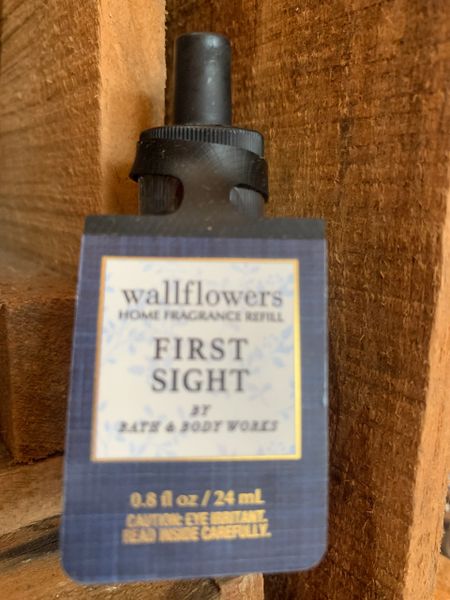 wallflowers
HOME FRAGRANCE REFILL
FIRST
SIGHT
BY
BATH & BODY WORKS
0.8 fl oz / 24 mL
CAUTION: EYE IRRITANT.
READ INSIDE CAREFULLY.